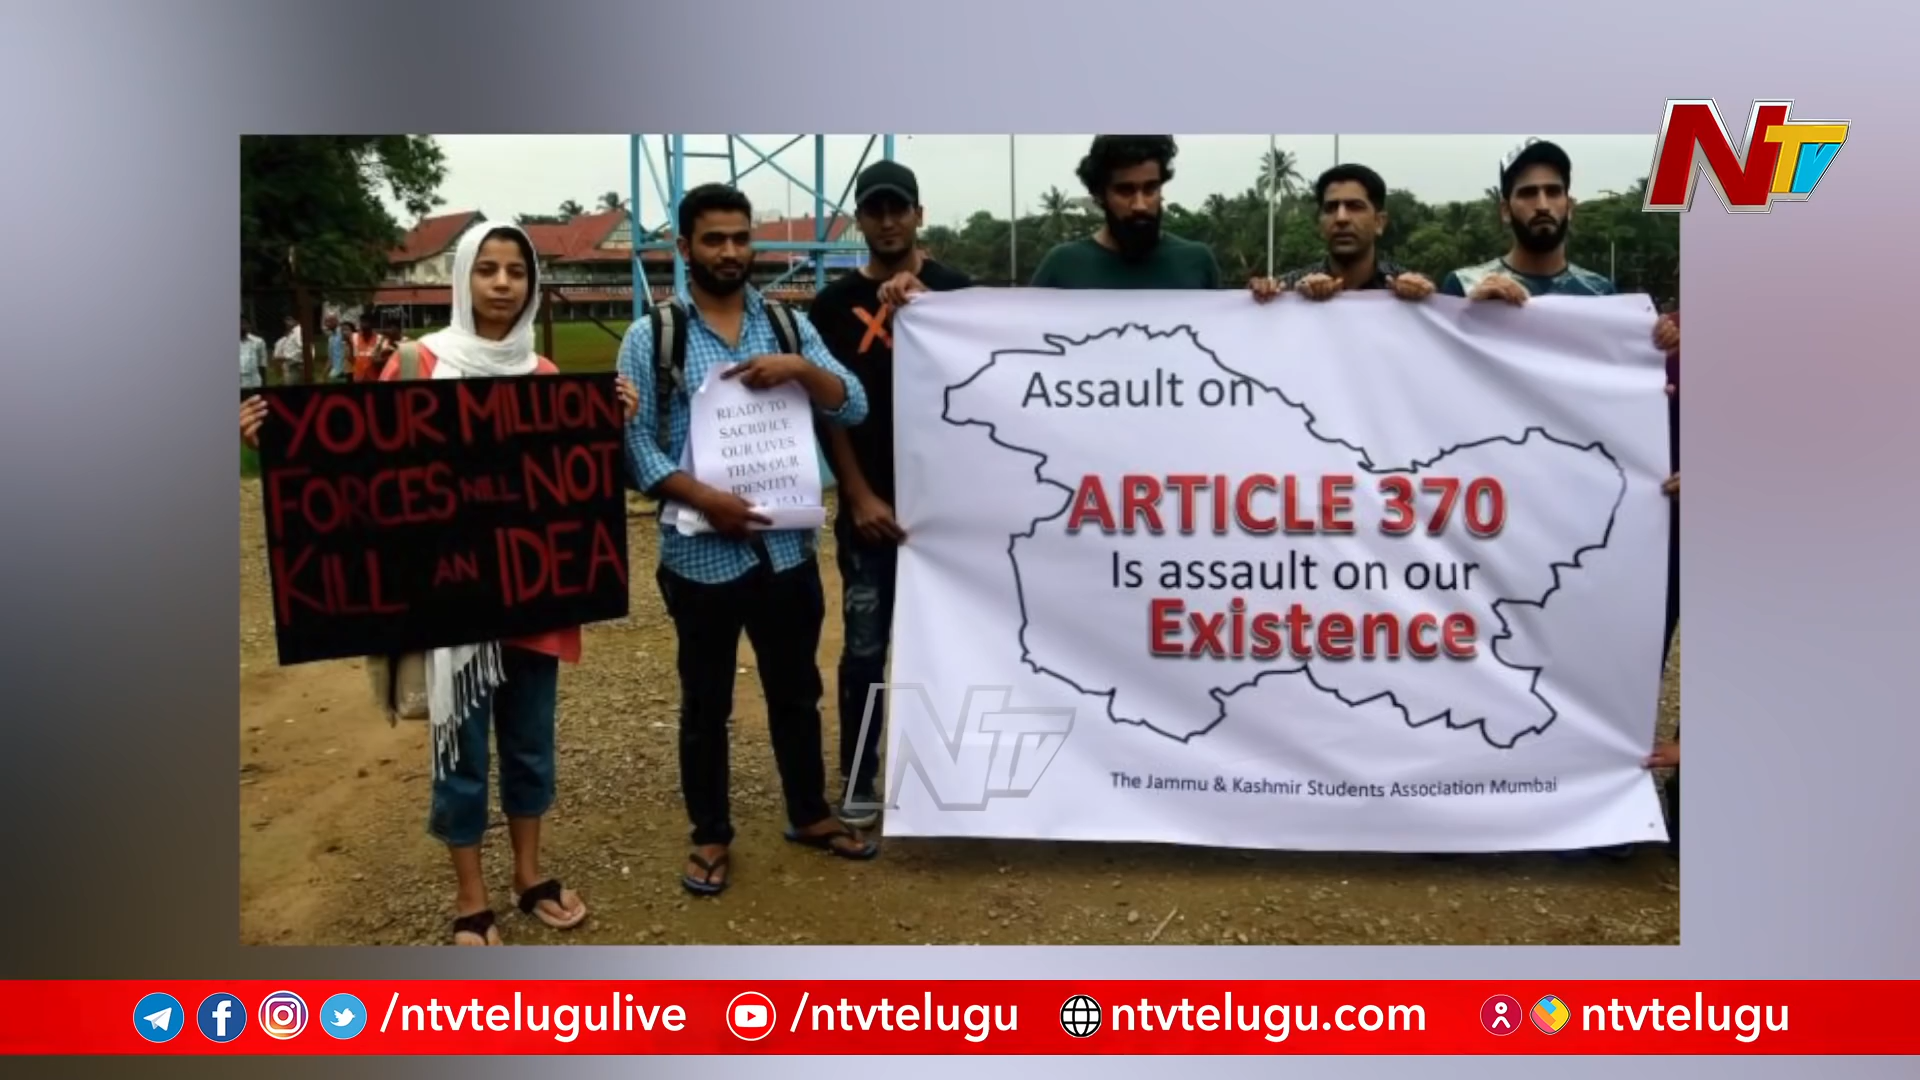 NTV
YOUR MILLION
FORCES WILL NOT
KILL AN IDEA
READY TO
SACRIFICE
OUR LIVES
THAN OUR
IDENTITY
Assault on
ARTICLE 370
Is assault on our
Existence
The Jammu & Kashmir Students Association Mumbai
NTV
/ntvtelugulive /ntvtelugu ntvtelugu.com ntvtelugu